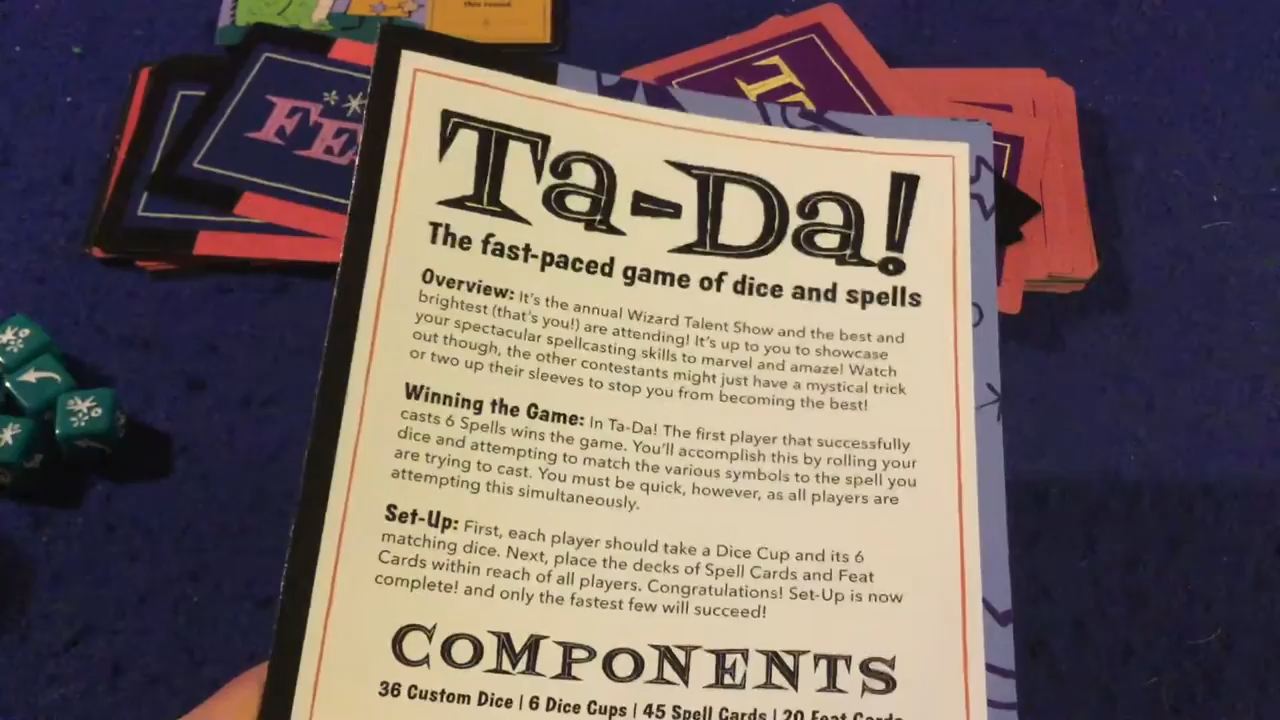 this round.
FE
Ta-Da!
The fast-paced game of dice and spells
Overview: It's the annual Wizard Talent Show and the best and
brightest (that's you!) are attending! It's up to you to showcase
your spectacular spellcasting skills to marvel and amaze! Watch
out though, the other contestants might just have a mystical trick
or two up their sleeves to stop you from becoming the best!
Winning the Game: In Ta-Da! The first player that successfully
casts 6 Spells wins the game. You'll accomplish this by rolling your
dice and attempting to match the various symbols to the spell you
are trying to cast. You must be quick, however, as all players are
attempting this simultaneously.
Set-Up: First, each player should take a Dice Cup and its 6
matching dice. Next, place the decks of Spell Cards and Feat
Cards within reach of all players. Congratulations! Set-Up is now
complete! and only the fastest few will succeed!
COMPONENTS
36 Custom Dice | 6 Dice Cups | 45 Spell Cards | 20 Feat Cards